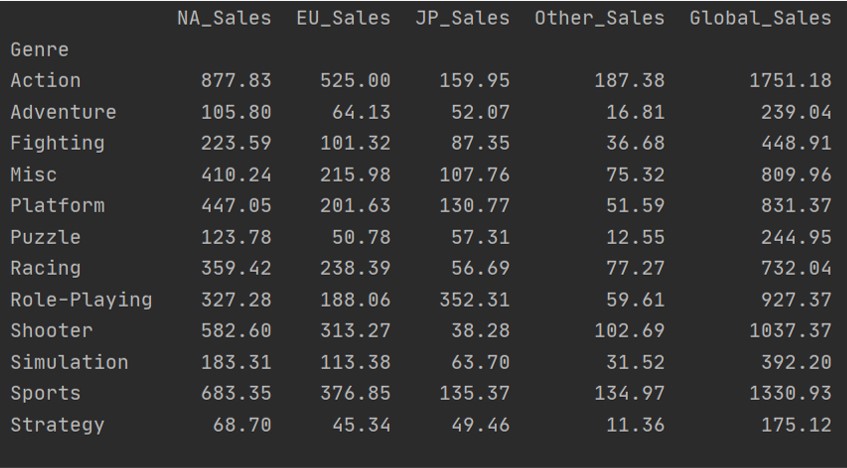 NA_Sales EU_Sales JP_Sales Other_Sales Global_Sales
Genre
Action 877.83 525.00 159.95 187.38 1751.18
Adventure 105.80 64.13 52.07 16.81 239.04
Fighting 223.59 101.32 87.35 36.68 448.91
Misc 410.24 215.98 107.76 75.32 809.96
Platform 447.05 201.63 130.77 51.59 831.37
Puzzle 123.78 50.78 57.31 12.55 244.95
Racing 359.42 238.39 56.69 77.27 732.04
Role-Playing 327.28 188.06 352.31 59.61 927.37
Shooter 582.60 313.27 38.28 102.69 1037.37
Simulation 183.31 113.38 63.70 31.52 392.20
Sports 683.35 376.85 135.37 134.97 1330.93
Strategy 68.70 45.34 49.46 11.36 175.12